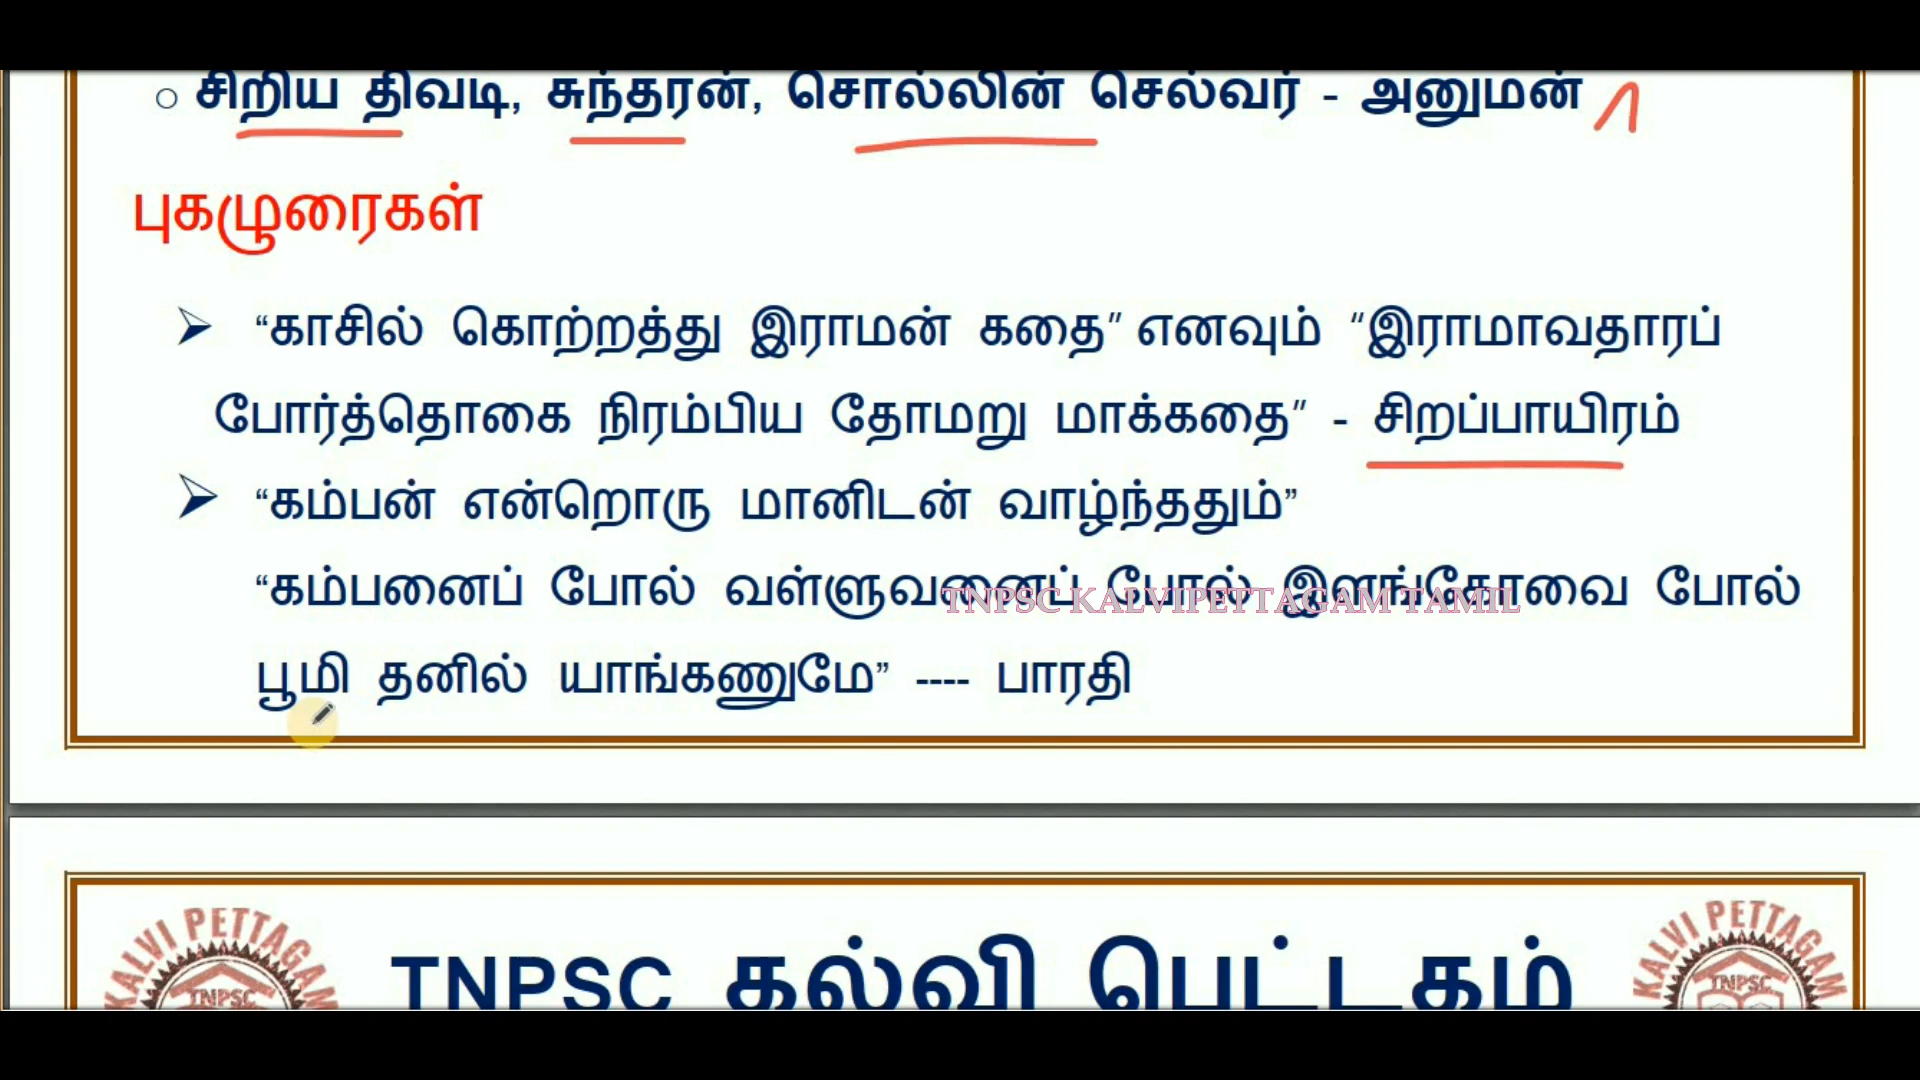 ○ சிறிய திவடி, சுந்தரன், சொல்லின் செல்வர் - அனுமன்
புகழுரைகள்
➢ “காசில் கொற்றத்து இராமன் கதை” எனவும் “இராமாவதாரப்
போர்த்தொகை நிரம்பிய தோமறு மாக்கதை” - சிறப்பாயிரம்
➢ “கம்பன் என்றொரு மானிடன் வாழ்ந்ததும்”
“கம்பனைப் போல் வள்ளுவனைப் போல் இளங்கோவை போல்
TNPSC KALVIPETTAGAM TAMIL
பூமி தனில் யாங்கணுமே” ---- பாரதி
KALVI PETTAGAM
TNPSC
TNPSC கல்வி பெட்டகம்
KALVI PETTAGAM
TNPSC